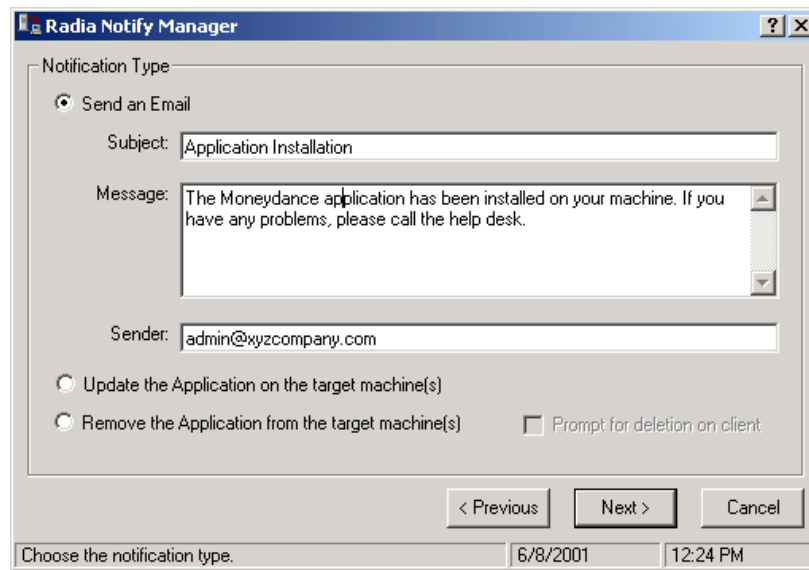 Radia Notify Manager
Notification Type
Send an Email
Subject: Application Installation
Message: The Moneydance application has been installed on your machine. If you
have any problems, please call the help desk.
Sender: admin@xyzcompany.com
Update the Application on the target machine(s)
Remove the Application from the target machine(s) Prompt for deletion on client
< Previous Next > Cancel
Choose the notification type. 6/8/2001 12:24 PM